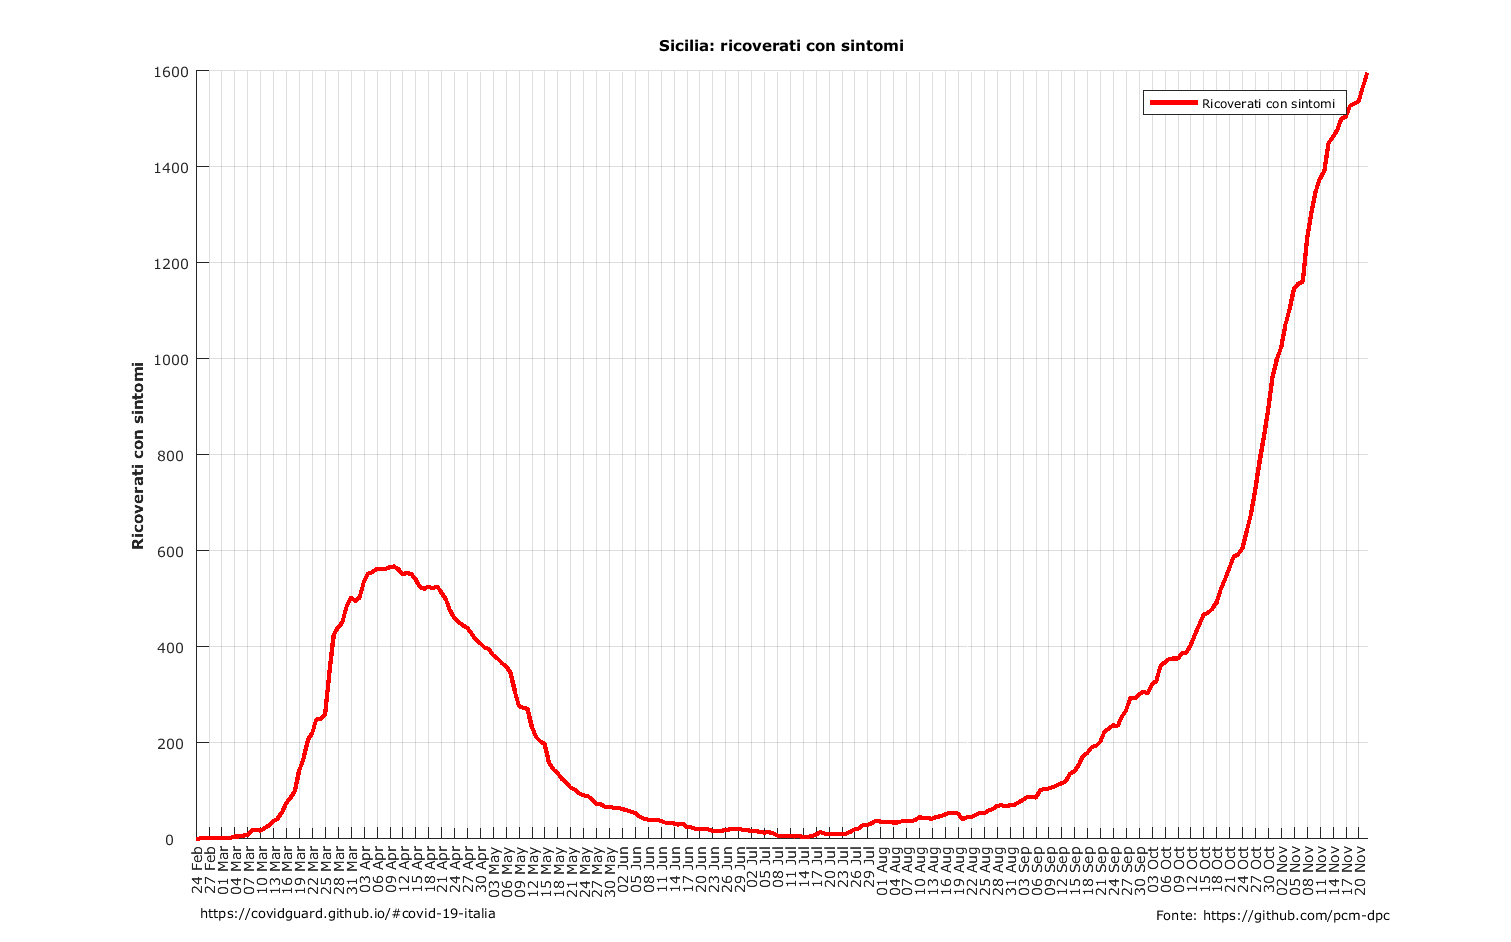 Sicilia: ricoverati con sintomi
Ricoverati con sintomi
Ricoverati con sintomi
1600
1400
1200
1000
800
600
400
200
0
24 Feb
27 Feb
01 Mar
04 Mar
07 Mar
10 Mar
13 Mar
16 Mar
19 Mar
22 Mar
25 Mar
28 Mar
31 Mar
03 Apr
06 Apr
09 Apr
12 Apr
15 Apr
18 Apr
21 Apr
24 Apr
27 Apr
30 Apr
03 May
06 May
09 May
12 May
15 May
18 May
21 May
24 May
27 May
30 May
02 Jun
05 Jun
08 Jun
11 Jun
14 Jun
17 Jun
20 Jun
23 Jun
26 Jun
29 Jun
02 Jul
05 Jul
08 Jul
11 Jul
14 Jul
17 Jul
20 Jul
23 Jul
26 Jul
29 Jul
01 Aug
04 Aug
07 Aug
10 Aug
13 Aug
16 Aug
19 Aug
22 Aug
25 Aug
28 Aug
31 Aug
03 Sep
06 Sep
09 Sep
12 Sep
15 Sep
18 Sep
21 Sep
24 Sep
27 Sep
30 Sep
03 Oct
06 Oct
09 Oct
12 Oct
15 Oct
18 Oct
21 Oct
24 Oct
27 Oct
30 Oct
02 Nov
05 Nov
08 Nov
11 Nov
14 Nov
17 Nov
20 Nov
https://covidguard.github.io/#covid-19-italia
Fonte: https://github.com/pcm-dpc